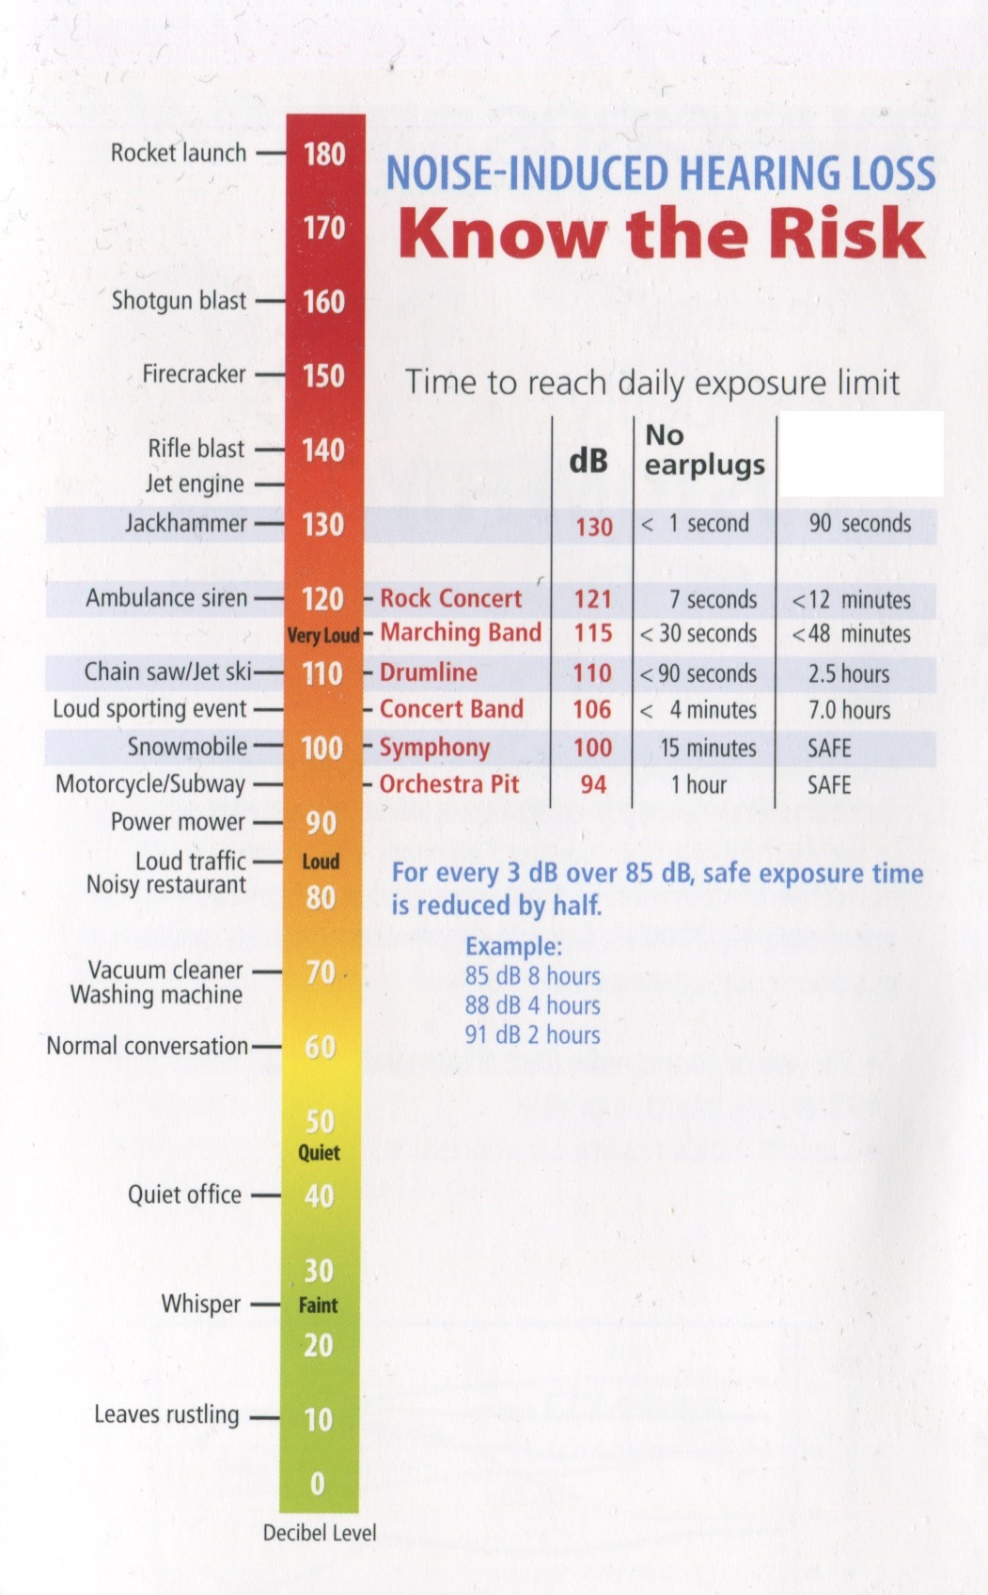 NOISE-INDUCED HEARING LOSS
Know the Risk
Rocket launch 180
170
Shotgun blast 160
Firecracker 150
Time to reach daily exposure limit
dB No earplugs
Rifle blast 140
Jet engine
Jackhammer 130 130 < 1 second 90 seconds
Ambulance siren 120 Rock Concert 121 7 seconds <12 minutes
Very Loud Marching Band 115 < 30 seconds <48 minutes
Chain saw/Jet ski 110 Drumline 110 < 90 seconds 2.5 hours
Loud sporting event Concert Band 106 < 4 minutes 7.0 hours
Snowmobile 100 Symphony 100 15 minutes SAFE
Motorcycle/Subway Orchestra Pit 94 1 hour SAFE
Power mower 90
Loud traffic Loud
Noisy restaurant
80
For every 3 dB over 85 dB, safe exposure time
is reduced by half.
Example:
85 dB 8 hours
88 dB 4 hours
91 dB 2 hours
Vacuum cleaner 70
Washing machine
Normal conversation 60
50
Quiet
Quiet office 40
30
Whisper Faint
20
Leaves rustling 10
0
Decibel Level